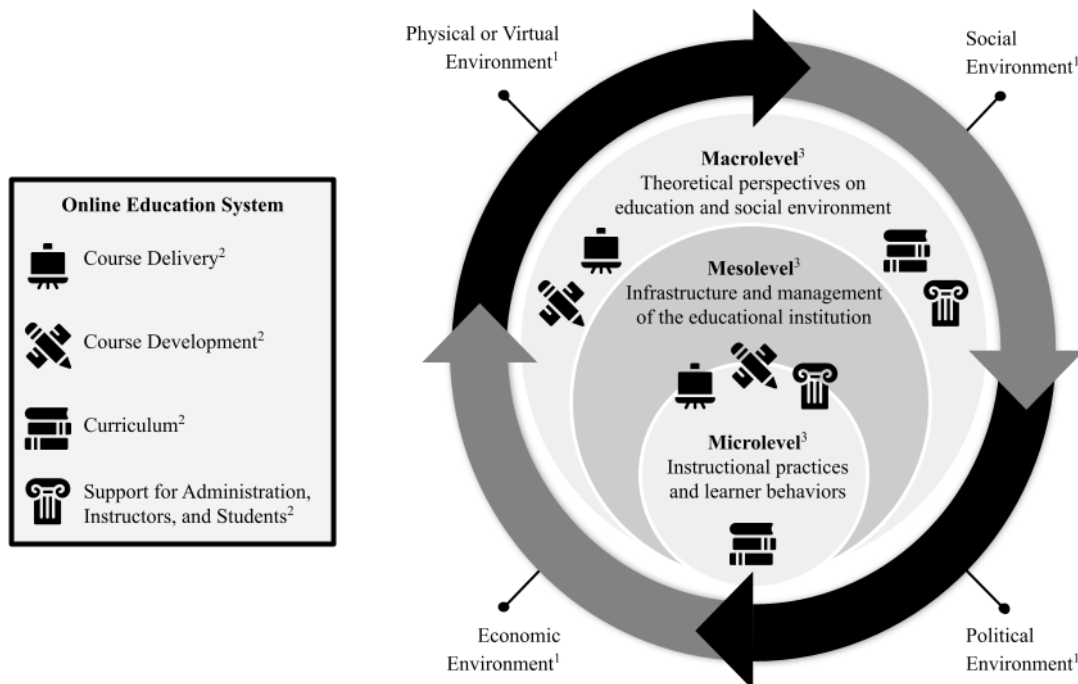 Physical or Virtual
Environment¹
Social
Environment¹
Macrolevel³
Theoretical perspectives on
education and social environment
Online Education System
Course Delivery²
Course Development²
Curriculum²
Support for Administration,
Instructors, and Students²
Mesolevel³
Infrastructure and management
of the educational institution
Microlevel³
Instructional practices
and learner behaviors
Economic
Environment¹
Political
Environment¹